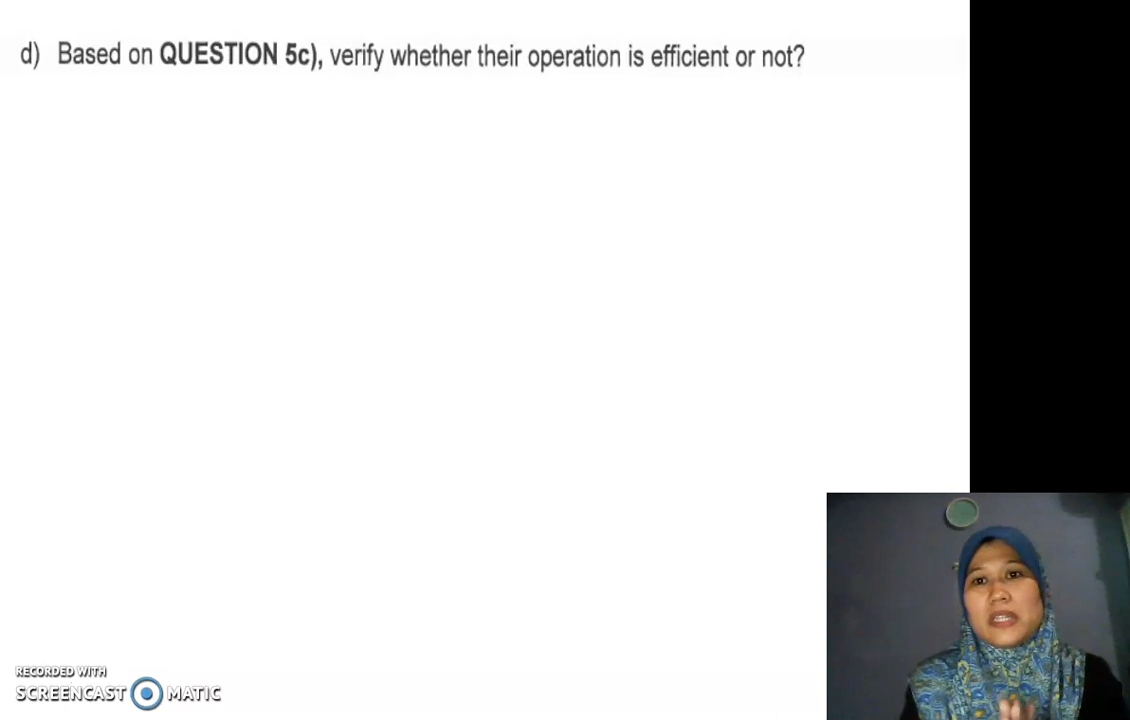 d) Based on QUESTION 5c), verify whether their operation is efficient or not?
RECORDED WITH
SCREENCAST MATIC